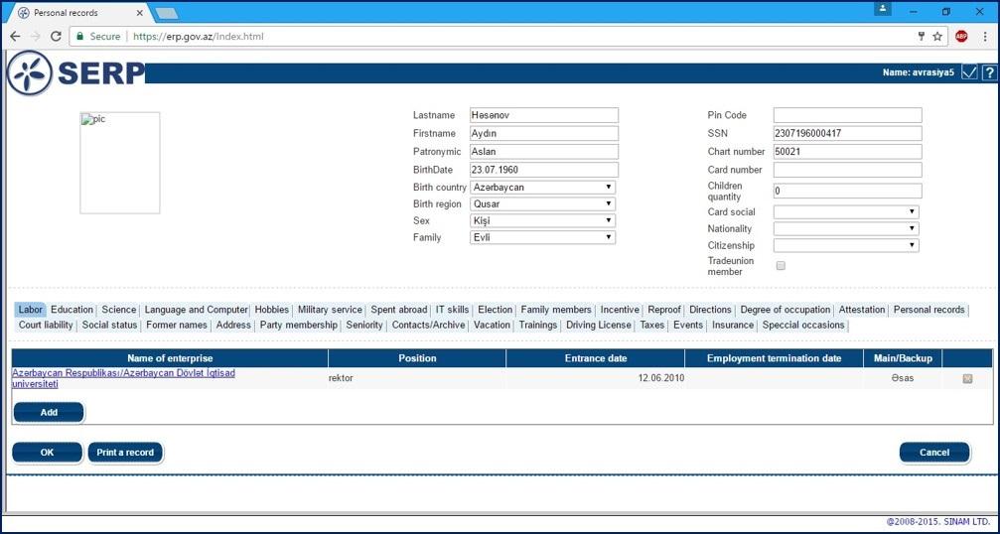 Personal records
Secure https://erp.gov.az/Index.html
ABP
SERP
Name: avrasiya5
?
pic
Lastname Həsənov
Firstname Aydın
Patronymic Aslan
BirthDate 23.07.1960
Birth country Azərbaycan
Birth region Qusar
Sex Kişi
Family Evli
Pin Code
SSN 2307196000417
Chart number 50021
Card number
Children
quantity 0
Card social
Nationality
Citizenship
Tradeunion
member
Labor Education Science Language and Computer Hobbies Military service Spent abroad IT skills Election Family members Incentive Reproof Directions Degree of occupation Attestation Personal records
Court liability Social status Former names Address Party membership Seniority Contacts/Archive Vacation Trainings Driving License Taxes Events Insurance Speccial occasions
Name of enterprise Position Entrance date Employment termination date Main/Backup
Azərbaycan Respublikası/Azərbaycan Dövlət İqtisad
universiteti rektor 12.06.2010 Əsas
Add
OK Print a record Cancel
@2008-2015. SINAM LTD.